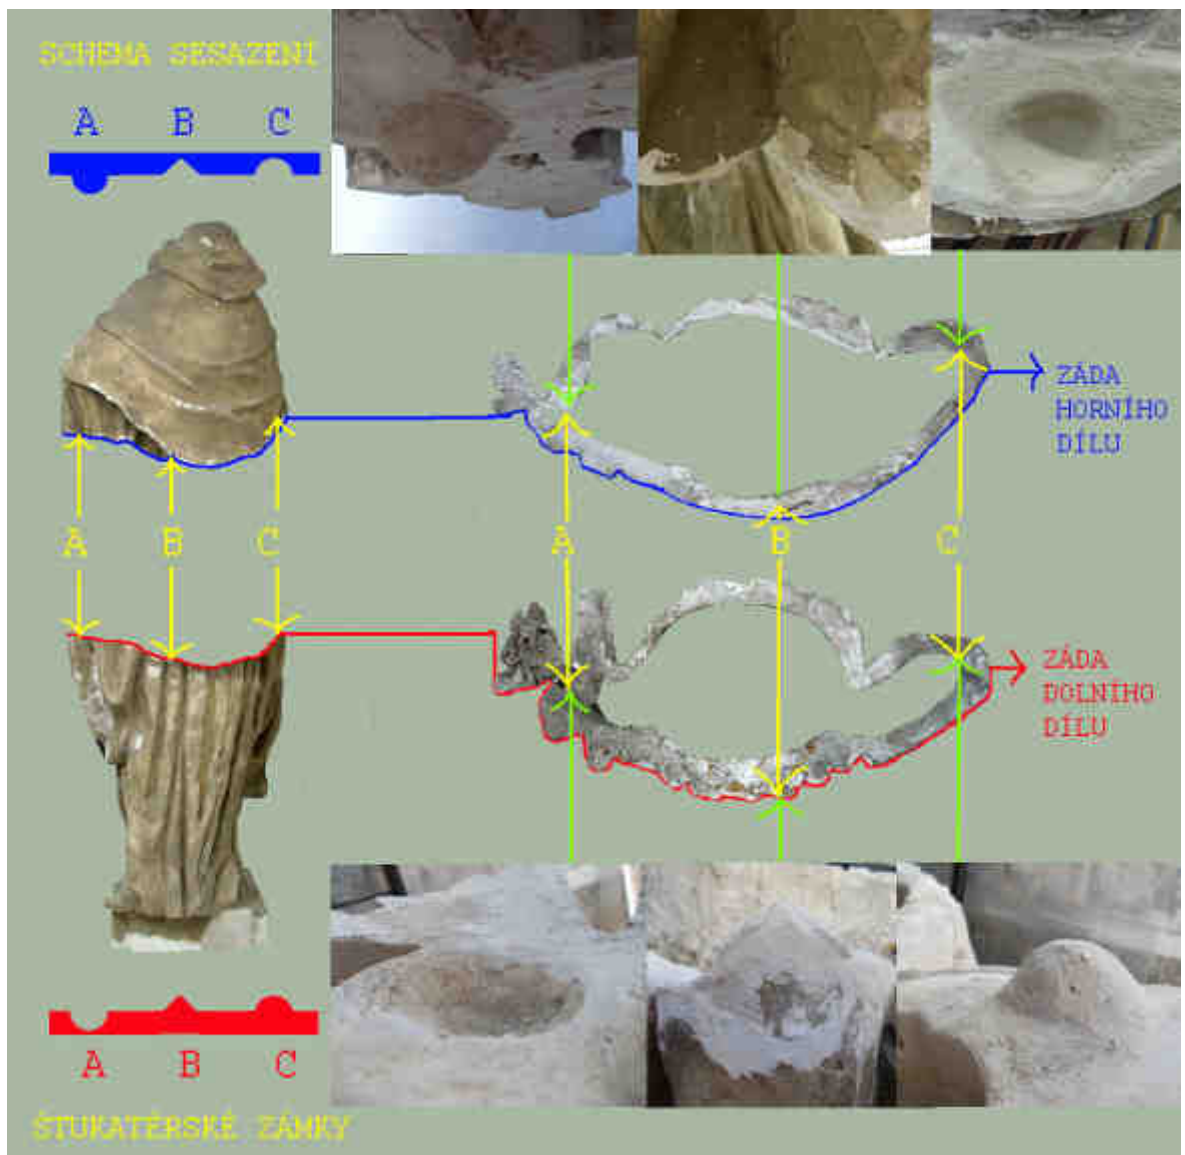 SCHEMA SESAZENÍ
A B C
ZÁDA
HORNÍHO
DÍLU
A B C
A B C
ZÁDA
DOLNÍHO
DÍLU
A B C
ŠTUKATÉRSKÉ ZÁMKY